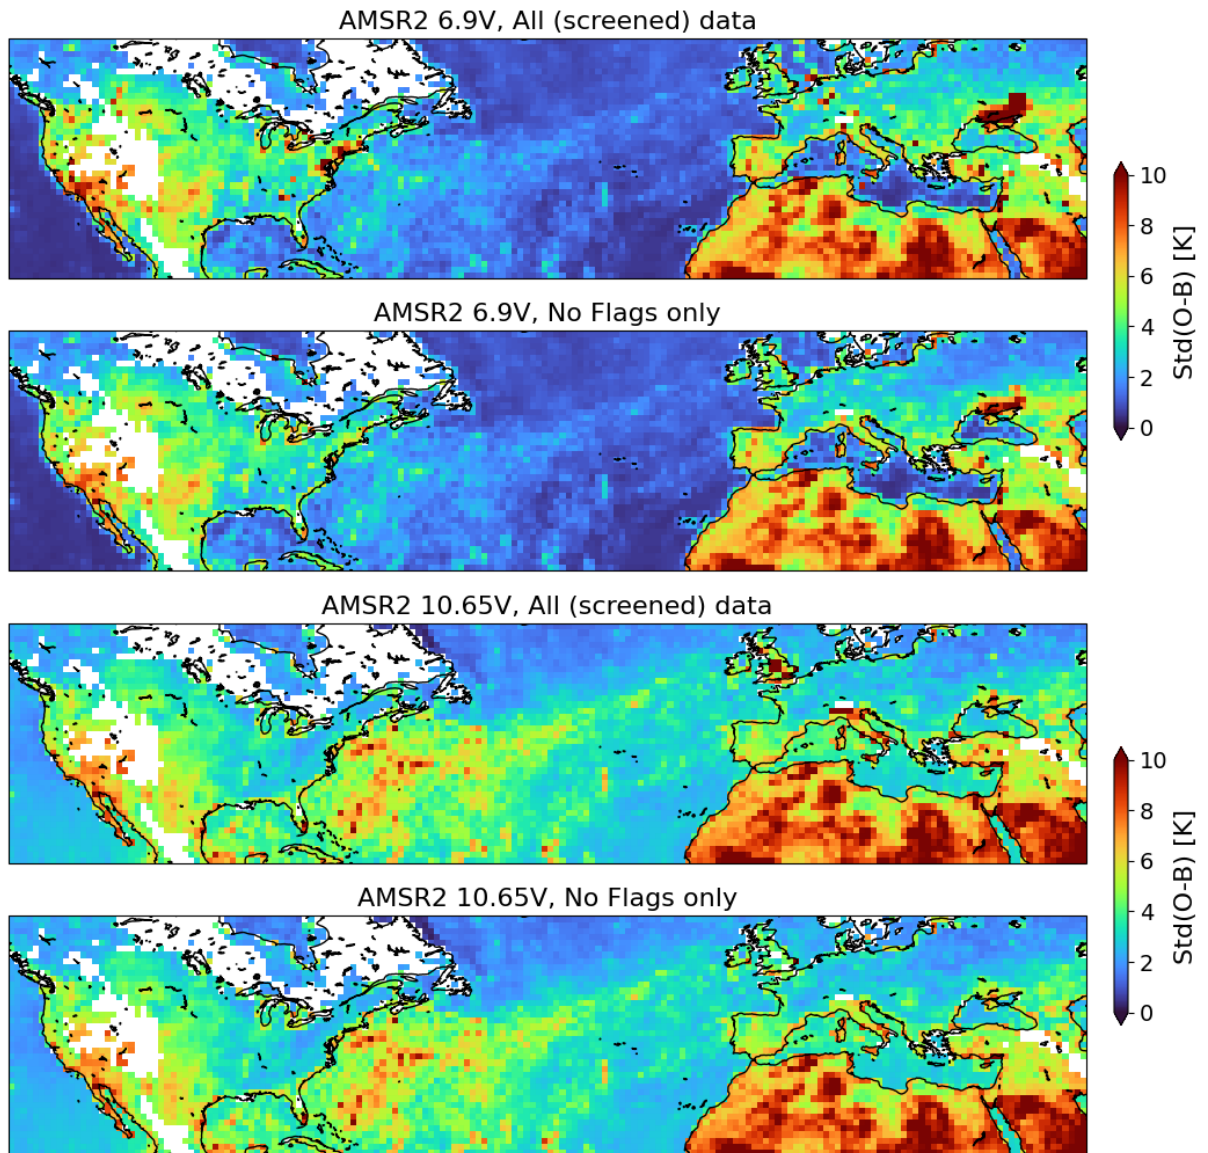 AMSR2 6.9V, All (screened) data
AMSR2 6.9V, No Flags only
10
8
6
4
2
0
Std(O-B) [K]
AMSR2 10.65V, All (screened) data
AMSR2 10.65V, No Flags only
10
8
6
4
2
0
Std(O-B) [K]